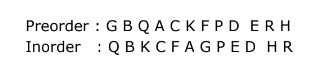 Preorder : G B Q A C K F P D E R H
Inorder : Q B K C F A G P E D H R